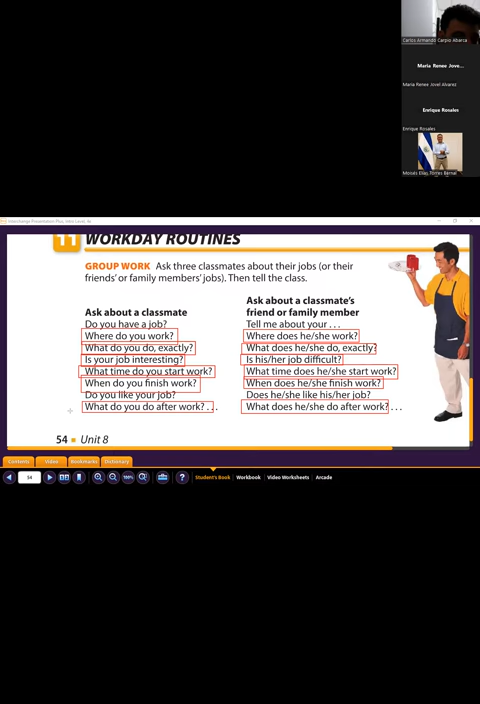 Carlos Armando Carpio Abarca
Maria Renee Jove...
Maria Renee Jovel Alvarez
Enrique Rosales
Enrique Rosales
Moisés Elías Torres Bernal
11 WORKDAY ROUTINES
GROUP WORK Ask three classmates about their jobs (or their
friends' or family members' jobs). Then tell the class.
Ask about a classmate
Do you have a job?
Where do you work?
What do you do, exactly?
Is your job interesting?
What time do you start work?
When do you finish work?
Do you like your job?
What do you do after work? . . .
Ask about a classmate's
friend or family member
Tell me about your . . .
Where does he/she work?
What does he/she do, exactly?
Is his/her job difficult?
What time does he/she start work?
When does he/she finish work?
Does he/she like his/her job?
What does he/she do after work? . . .
54 Unit 8
Contents Video Bookmarks Dictionary
54 100% ? Student's Book Workbook Video Worksheets Arcade